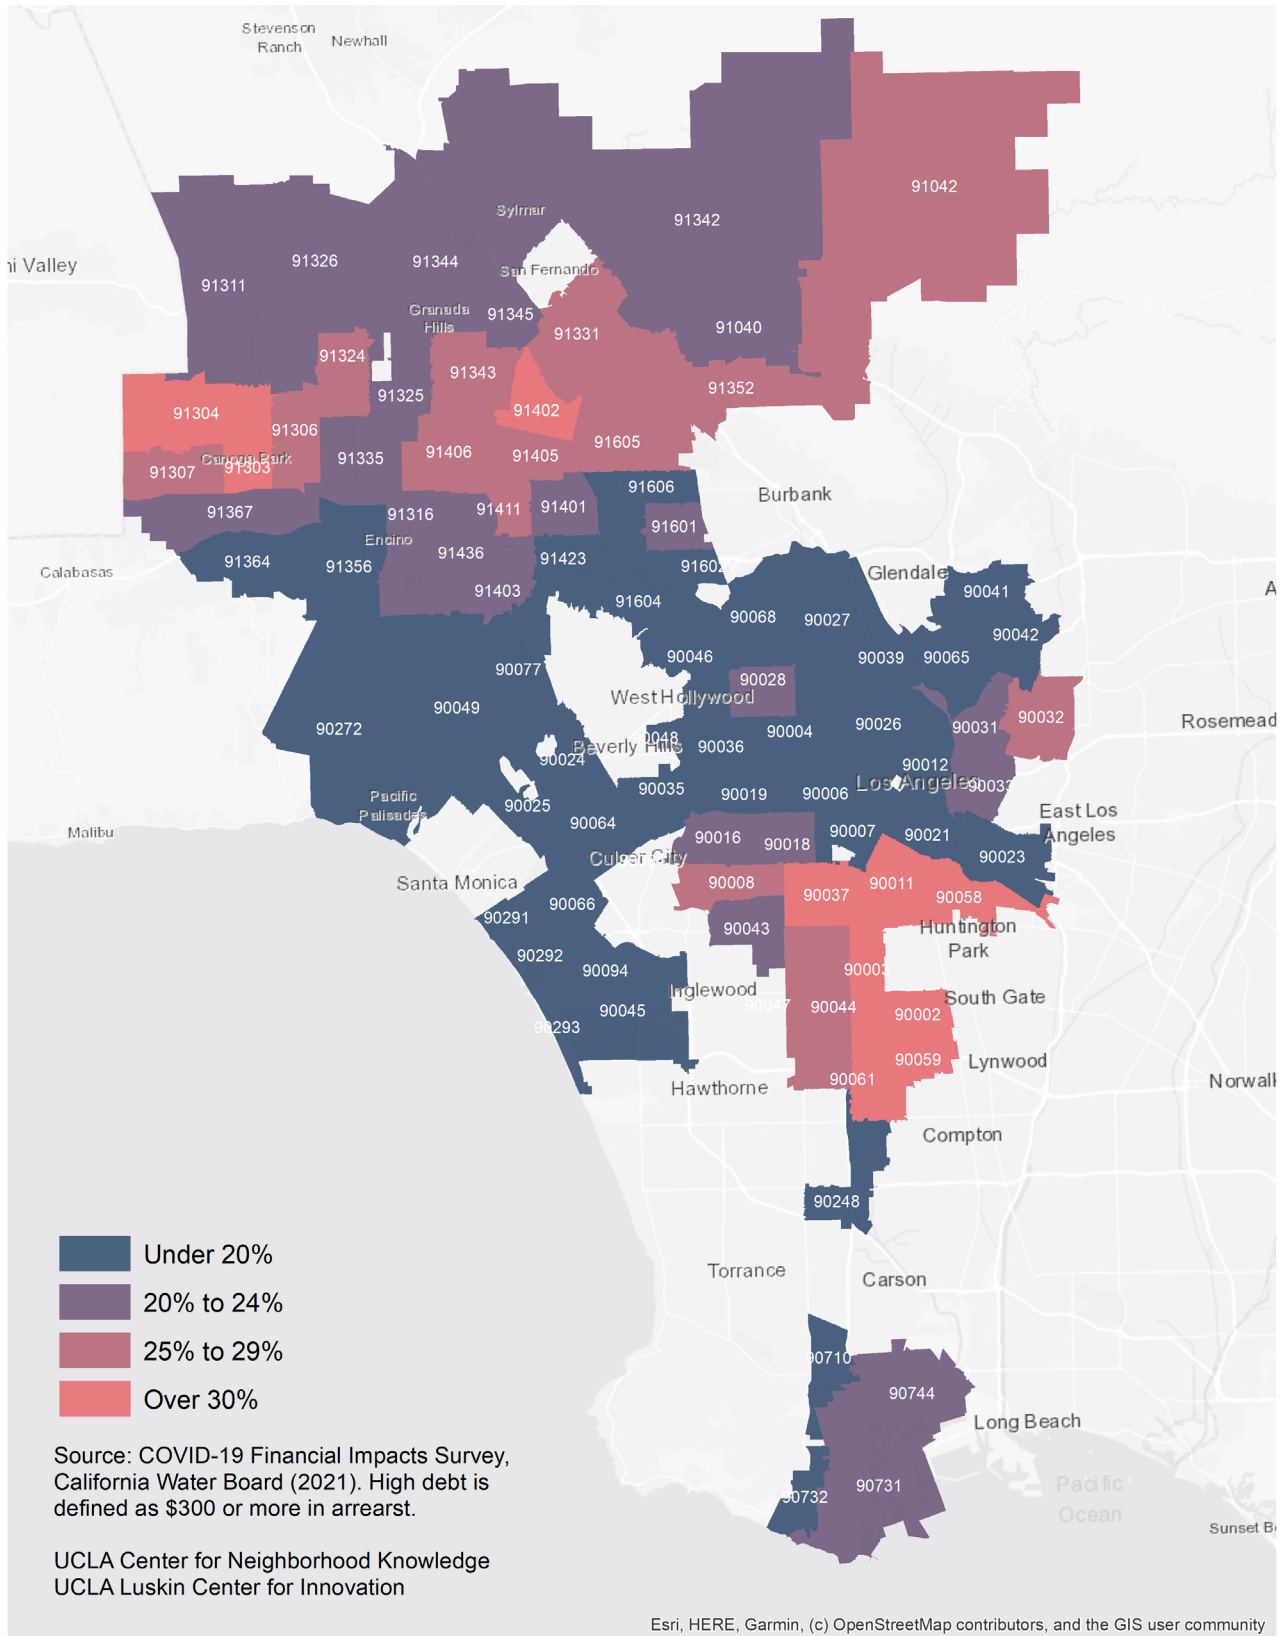 Stevenson
Ranch
Newhall
91042
Sylmar
91342
91326
91344
ni Valley
San Fernando
91311
Granada
Hills
91345
91331
91040
91324
91343
91352
91325
91304
91402
91306
91605
91406
91405
Canoga Park
91335
91307
91303
91606
Burbank
91367
91316
91411
91401
91601
Encino
91436
91423
91364
91356
91602
Calabasas
Glendale
91403
91604
90041
A
90068
90027
90042
90046
90039
90065
90077
90028
West Hollywood
90049
90272
90026
90031
90032
Rosemead
90004
90048
Beverly Hills
90036
90024
90012
Los Angeles
90033
90035
90019
90006
Pacific
Palisades
90025
East Los
Angeles
90064
Malibu
90016
90018
90007
90021
90023
Culver City
Santa Monica
90008
90037
90011
90058
90291
90066
90043
Huntington
Park
90292
90094
90003
Inglewood
South Gate
90047
90044
90045
90002
90293
90059
Lynwood
90061
Hawthorne
Norwalk
Compton
90248
Torrance
Carson
90710
90744
Long Beach
90731
90732
Pacific
Ocean
Sunset B
Under 20%
20% to 24%
25% to 29%
Over 30%
Source: COVID-19 Financial Impacts Survey,
California Water Board (2021). High debt is
defined as $300 or more in arrearst.
UCLA Center for Neighborhood Knowledge
UCLA Luskin Center for Innovation
Esri, HERE, Garmin, (c) OpenStreetMap contributors, and the GIS user community